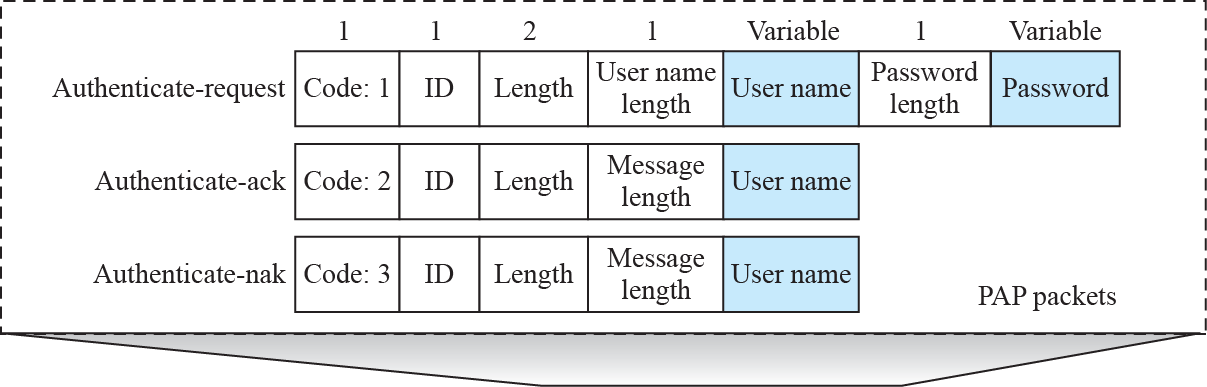 1 1 2 1 Variable 1 Variable
Authenticate-request Code: 1 ID Length User name length User name Password length Password
Authenticate-ack Code: 2 ID Length Message length User name
Authenticate-nak Code: 3 ID Length Message length User name
PAP packets